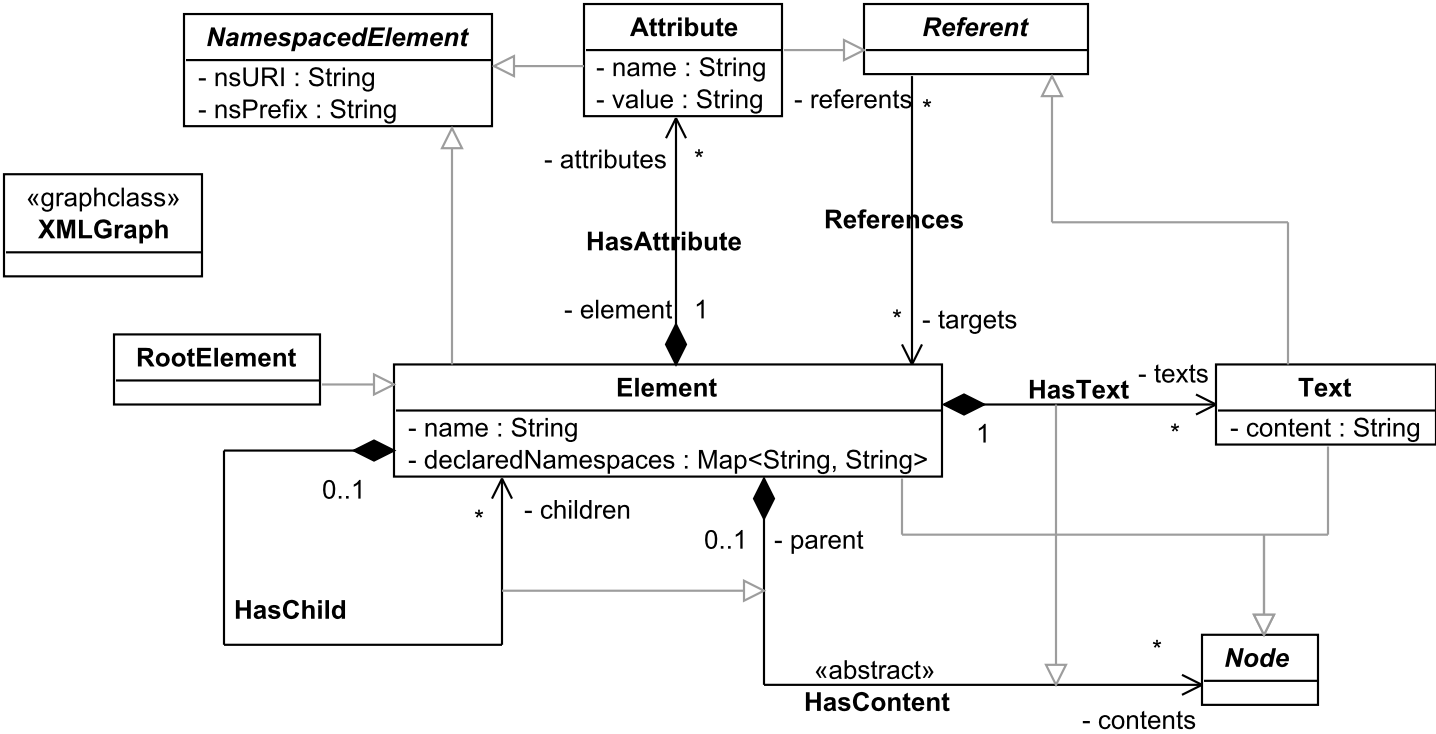 NamespacedElement
- nsURI : String
- nsPrefix : String
Attribute
- name : String
- value : String
Referent
- referents
*
- attributes
*
«graphclass»
XMLGraph
HasAttribute
References
- element
1
*
- targets
RootElement
Element
- name : String
- declaredNamespaces : Map<String, String>
HasText
- texts
1
*
Text
- content : String
0..1
*
- children
0..1
- parent
HasChild
*
Node
«abstract»
HasContent
- contents